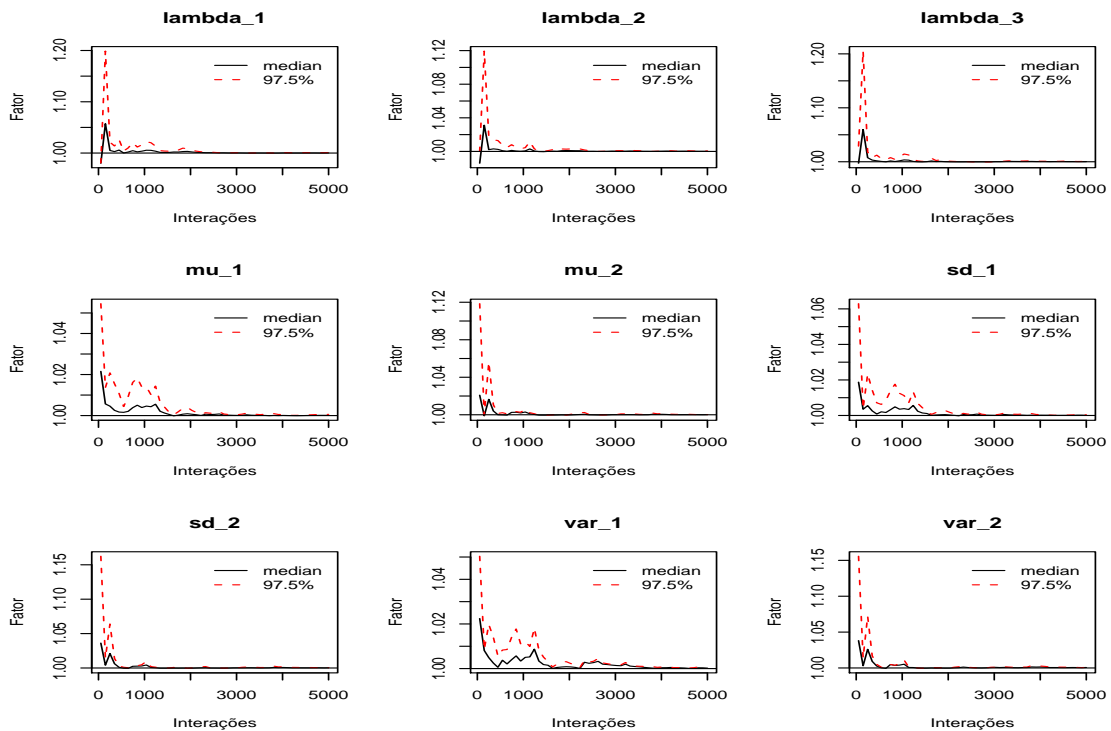 lambda_1
Fator
1.00 1.10 1.20
median
97.5%
0 1000 3000 5000
Interações
lambda_2
Fator
1.00 1.04 1.08 1.12
median
97.5%
0 1000 3000 5000
Interações
lambda_3
Fator
1.00 1.10 1.20
median
97.5%
0 1000 3000 5000
Interações
mu_1
Fator
1.00 1.02 1.04
median
97.5%
0 1000 3000 5000
Interações
mu_2
Fator
1.00 1.04 1.08 1.12
median
97.5%
0 1000 3000 5000
Interações
sd_1
Fator
1.00 1.02 1.04 1.06
median
97.5%
0 1000 3000 5000
Interações
sd_2
Fator
1.00 1.05 1.10 1.15
median
97.5%
0 1000 3000 5000
Interações
var_1
Fator
1.00 1.02 1.04
median
97.5%
0 1000 3000 5000
Interações
var_2
Fator
1.00 1.05 1.10 1.15
median
97.5%
0 1000 3000 5000
Interações